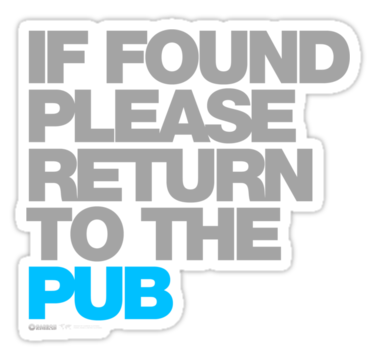 IF FOUND
PLEASE
RETURN
TO THE
PUB